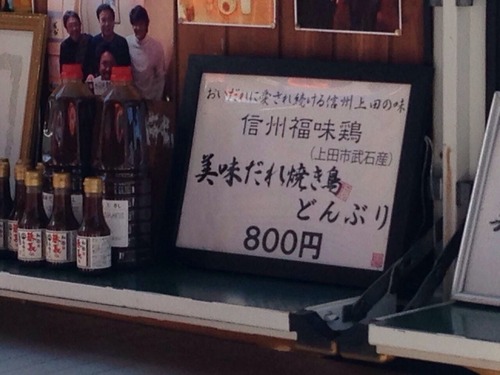 おいだれに愛され続ける信州上田の味
信州福味鶏
(上田市武石産)
美味だれ焼き鳥
どんぶり
800円